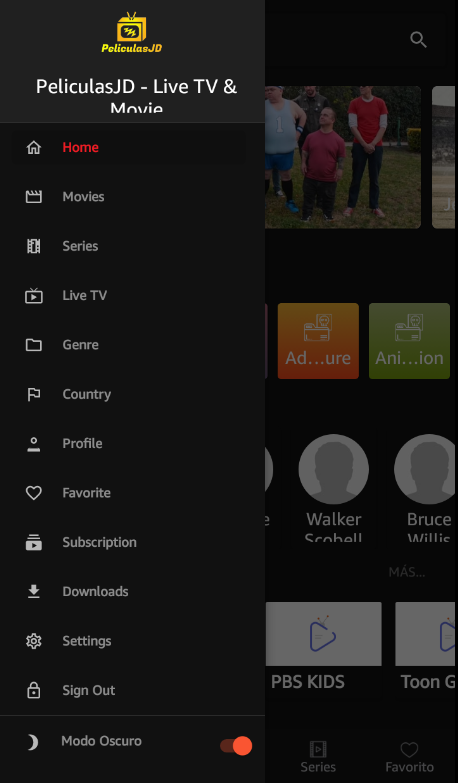 PeliculasJD
PeliculasJD - Live TV &
Movie
Home
Movies
Series
Live TV
Genre
Country
Profile
Favorite
Subscription
Downloads
Settings
Sign Out
Modo Oscuro
Ad...ure
Ani...ion
e
Walker
Scobell
Bruce
Willis
MÁS...
PBS KIDS
Toon G
Series
Favorito